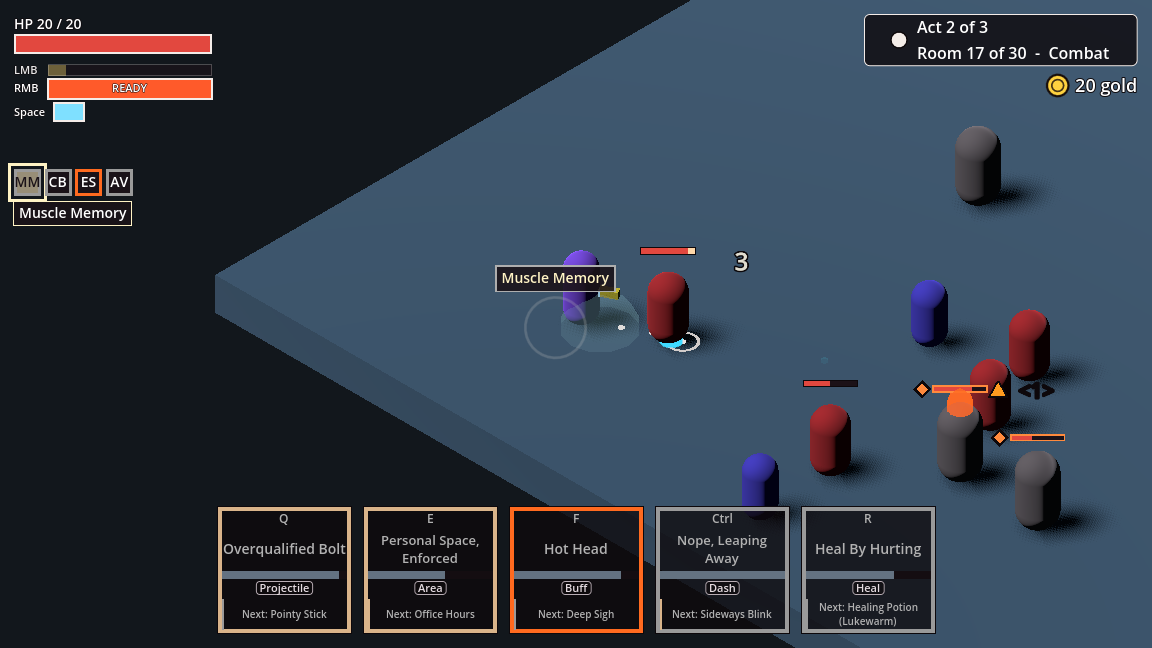 HP 20 / 20
LMB
RMB
READY
Space
MM
CB
ES
AV
Muscle Memory
Act 2 of 3
Room 17 of 30 - Combat
20 gold
Muscle Memory
3
Q
Overqualified Bolt
Projectile
Next: Pointy Stick
E
Personal Space,
Enforced
Area
Next: Office Hours
F
Hot Head
Buff
Next: Deep Sigh
Ctrl
Nope, Leaping
Away
Dash
Next: Sideways Blink
R
Heal By Hurting
Heal
Next: Healing Potion
(Lukewarm)